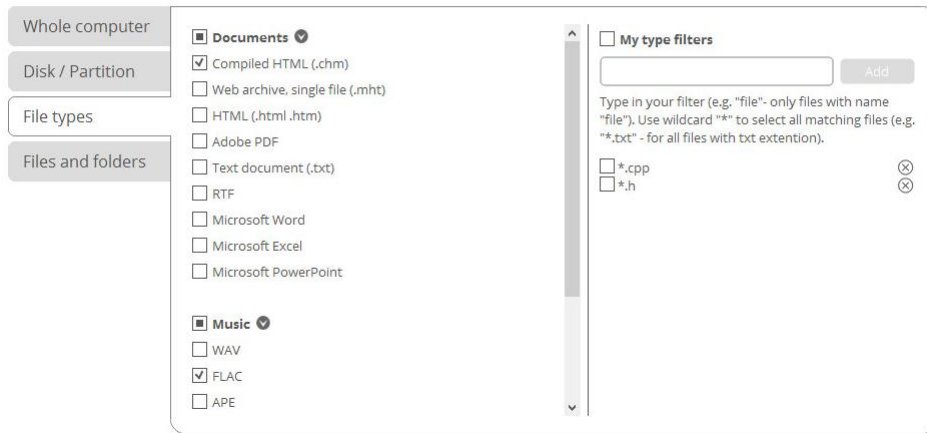 Whole computer
Disk / Partition
File types
Files and folders
Documents
Compiled HTML (.chm)
Web archive, single file (.mht)
HTML (.html .htm)
Adobe PDF
Text document (.txt)
RTF
Microsoft Word
Microsoft Excel
Microsoft PowerPoint
Music
WAV
FLAC
APE
My type filters
Add
Type in your filter (e.g. "file"- only files with name
"file"). Use wildcard "*" to select all matching files (e.g.
"*.txt" - for all files with txt extention).
*.cpp
*.h